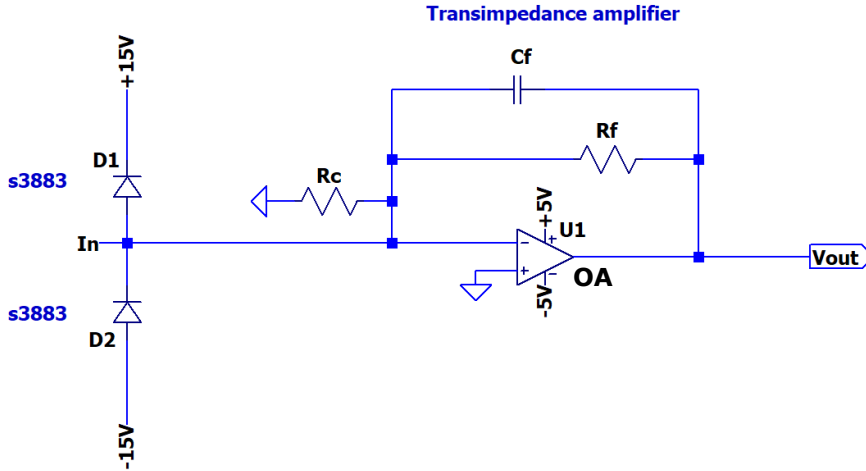 Transimpedance amplifier
+15V
Cf
Rf
D1
s3883
Rc
+5V
U1
In
+
−
+
−
OA
Vout
-5V
s3883
D2
-15V